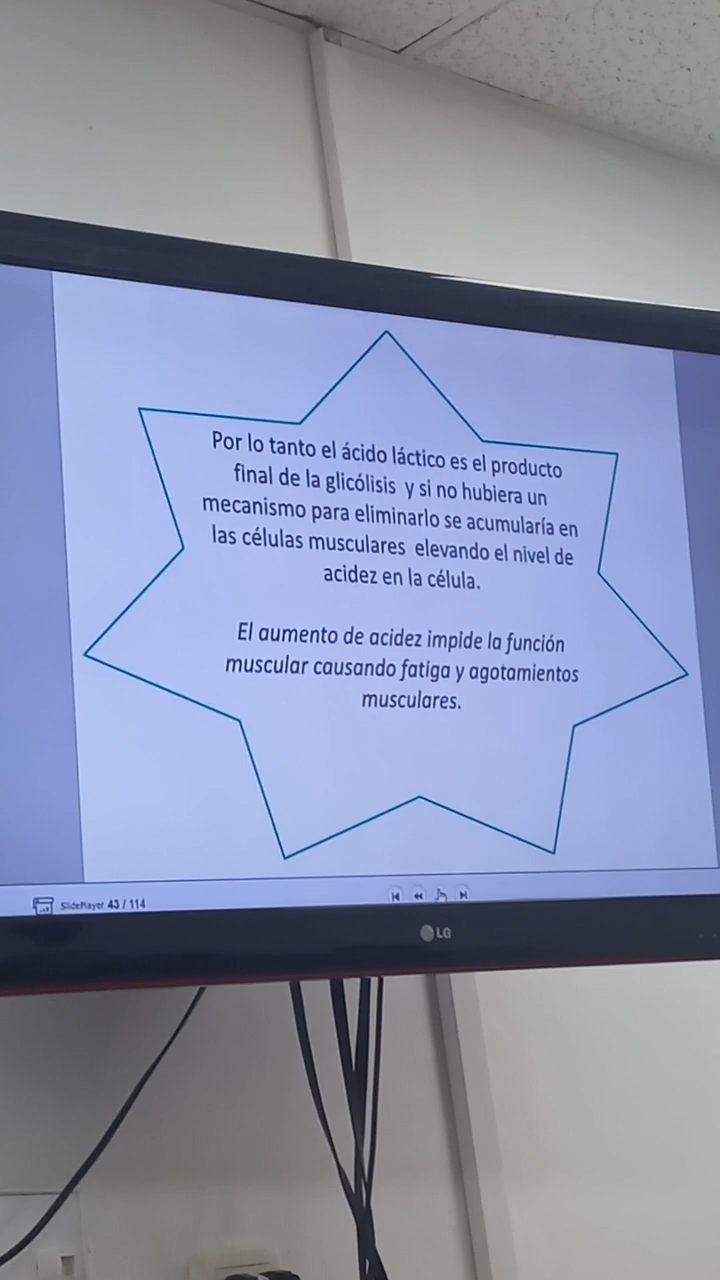 Por lo tanto el ácido láctico es el producto
final de la glicólisis y si no hubiera un
mecanismo para eliminarlo se acumularía en
las células musculares elevando el nivel de
acidez en la célula.
El aumento de acidez impide la función
muscular causando fatiga y agotamientos
musculares.
SlidePlayer 43 / 114
LG